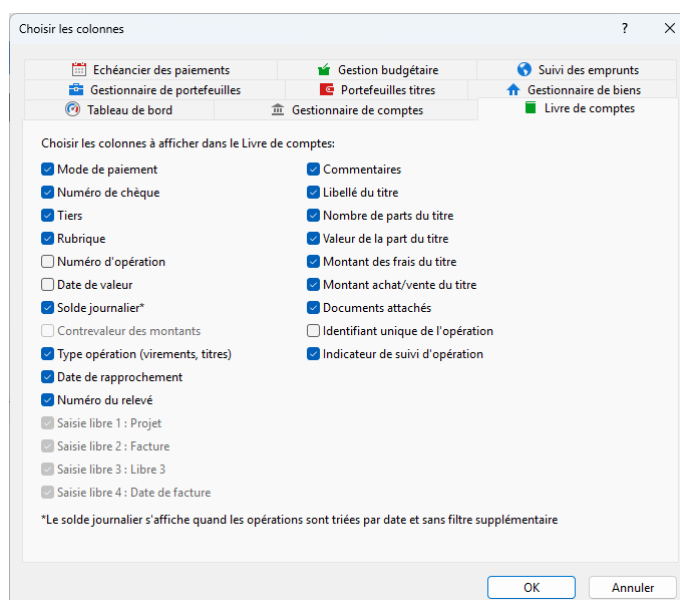 Choisir les colonnes
?
Echéancier des paiements
Gestion budgétaire
Suivi des emprunts
Gestionnaire de portefeuilles
Portefeuilles titres
Gestionnaire de biens
Tableau de bord
Gestionnaire de comptes
Livre de comptes
Choisir les colonnes à afficher dans le Livre de comptes:
Mode de paiement
Numéro de chèque
Tiers
Rubrique
Numéro d'opération
Date de valeur
Solde journalier*
Contrevaleur des montants
Type opération (virements, titres)
Date de rapprochement
Numéro du relevé
Saisie libre 1 : Projet
Saisie libre 2 : Facture
Saisie libre 3 : Libre 3
Saisie libre 4 : Date de facture
Commentaires
Libellé du titre
Nombre de parts du titre
Valeur de la part du titre
Montant des frais du titre
Montant achat/vente du titre
Documents attachés
Identifiant unique de l'opération
Indicateur de suivi d'opération
*Le solde journalier s'affiche quand les opérations sont triées par date et sans filtre supplémentaire
OK
Annuler